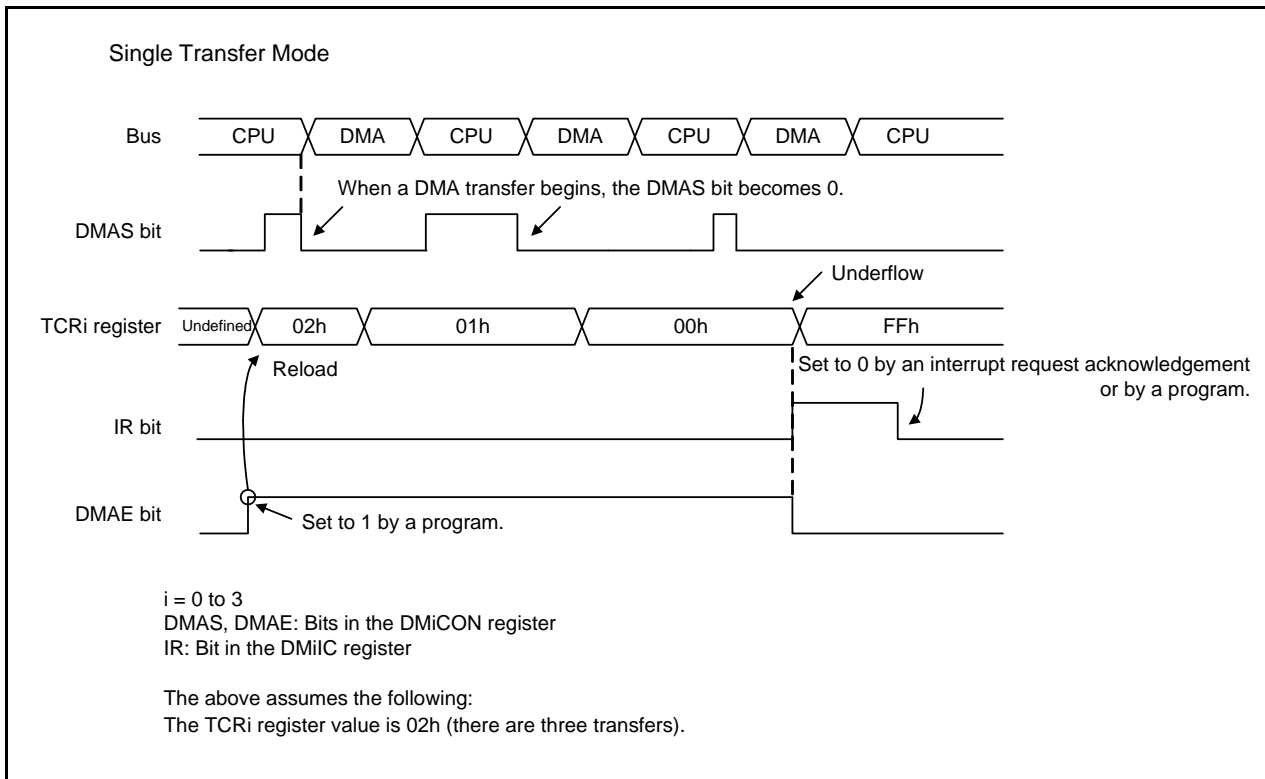 Single Transfer Mode
Bus CPU DMA CPU DMA CPU DMA CPU
When a DMA transfer begins, the DMAS bit becomes 0.
DMAS bit
Underflow
TCRi register Undefined 02h 01h 00h FFh
Reload
Set to 0 by an interrupt request acknowledgement
or by a program.
IR bit
DMAE bit
Set to 1 by a program.
i = 0 to 3
DMAS, DMAE: Bits in the DMiCON register
IR: Bit in the DMiIC register
The above assumes the following:
The TCRi register value is 02h (there are three transfers).